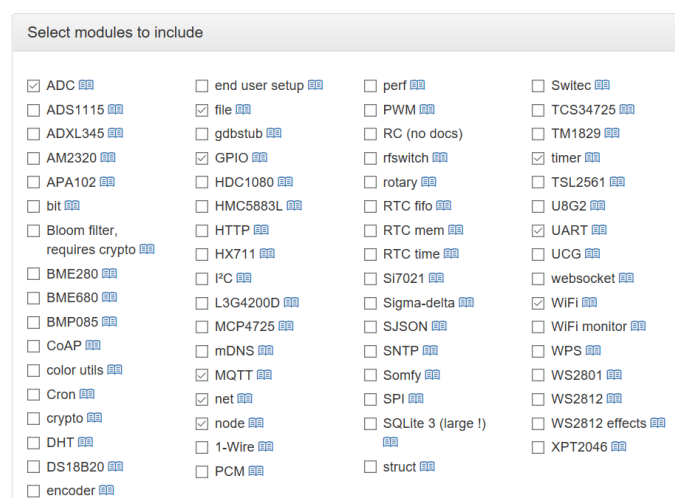 Select modules to include
ADC
ADS1115
ADXL345
AM2320
APA102
bit
Bloom filter,
requires crypto
BME280
BME680
BMP085
CoAP
color utils
Cron
crypto
DHT
DS18B20
encoder
end user setup
file
gdbstub
GPIO
HDC1080
HMC5883L
HTTP
HX711
I²C
L3G4200D
MCP4725
mDNS
MQTT
net
node
1-Wire
PCM
perf
PWM
RC (no docs)
rfswitch
rotary
RTC fifo
RTC mem
RTC time
Si7021
Sigma-delta
SJSON
SNTP
Somfy
SPI
SQLite 3 (large !)
struct
Switec
TCS34725
TM1829
timer
TSL2561
U8G2
UART
UCG
websocket
WiFi
WiFi monitor
WPS
WS2801
WS2812
WS2812 effects
XPT2046